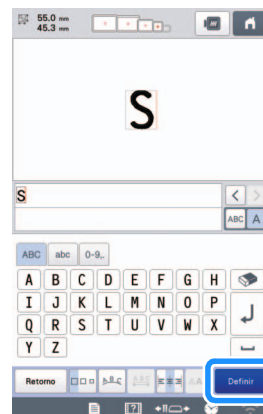 55.0 mm
45.3 mm
S
S
ABC A
ABC abc 0-9,.
A B C D E F G H
I J K L M N O P
Q R S T U V W X
Y Z
Retorno Definir